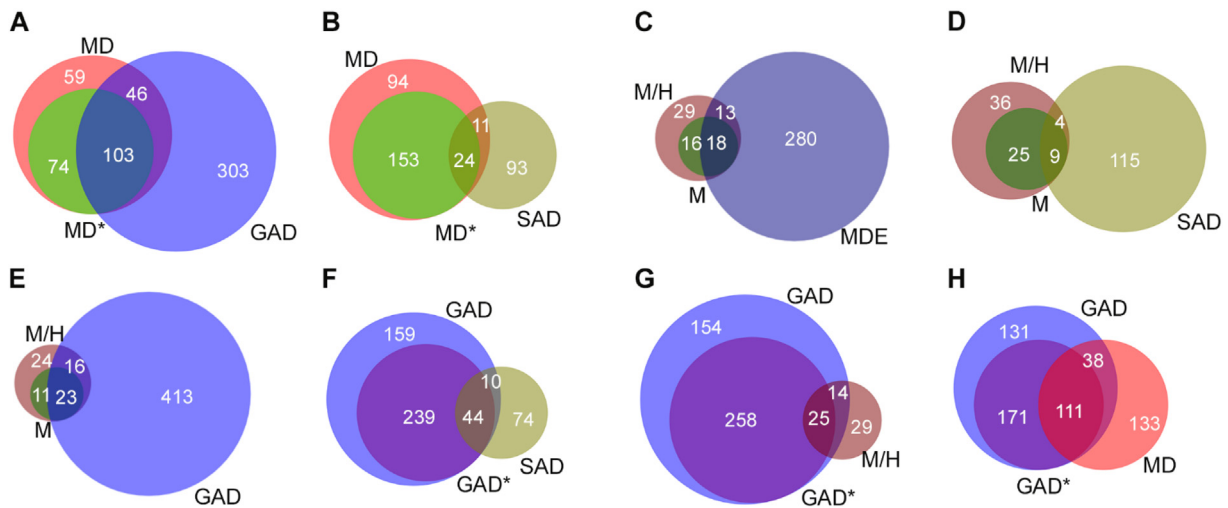 A
MD
59
46
74
103
303
MD*
GAD
B
MD
94
11
153
24
93
SAD
MD*
C
M/H
29
13
16
18
280
M
MDE
D
M/H
36
4
25
9
115
M
SAD
E
M/H
24
16
11
23
413
M
GAD
F
GAD
159
10
239
44
74
SAD
GAD*
G
GAD
154
14
258
25
29
M/H
GAD*
H
GAD
131
38
171
111
133
MD
GAD*